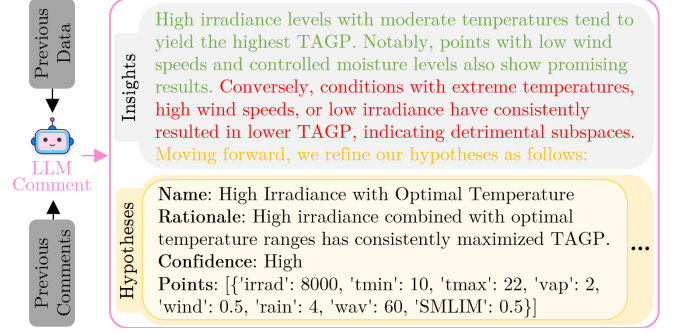 Previous
Data
LLM
Comment
Previous
Comments
Insights
High irradiance levels with moderate temperatures tend to
yield the highest TAGP. Notably, points with low wind
speeds and controlled moisture levels also show promising
results. Conversely, conditions with extreme temperatures,
high wind speeds, or low irradiance have consistently
resulted in lower TAGP, indicating detrimental subspaces.
Moving forward, we refine our hypotheses as follows:
Hypotheses
Name: High Irradiance with Optimal Temperature
Rationale: High irradiance combined with optimal
temperature ranges has consistently maximized TAGP.
Confidence: High
Points: [{'irrad': 8000, 'tmin': 10, 'tmax': 22, 'vap': 2,
'wind': 0.5, 'rain': 4, 'wav': 60, 'SMLIM': 0.5}]
...